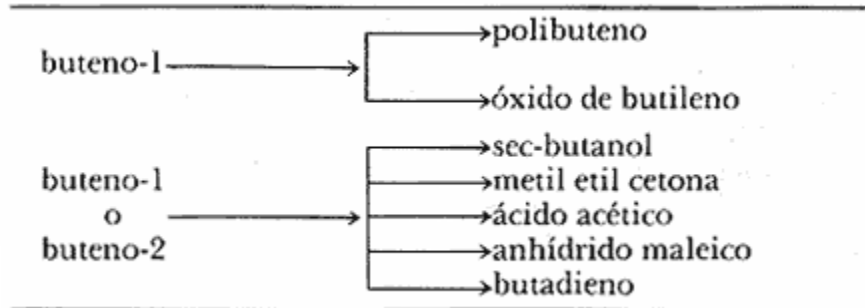 polibuteno
buteno-1
óxido de butileno
sec-butanol
buteno-1
metil etil cetona
o
ácido acético
buteno-2
anhídrido maleico
butadieno